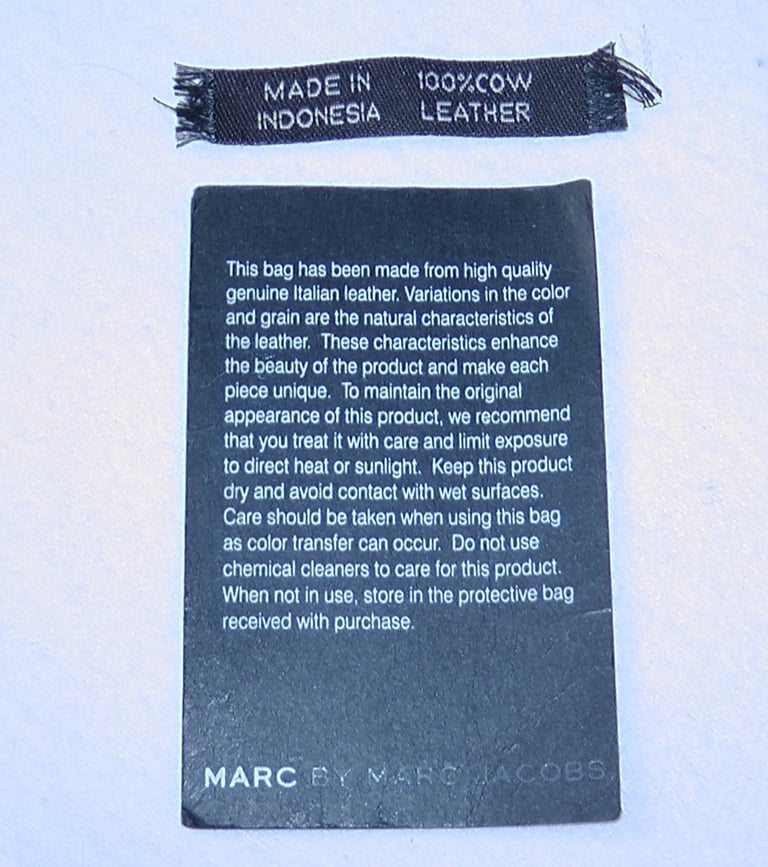 MADE IN 100%COW
INDONESIA LEATHER
This bag has been made from high quality
genuine Italian leather. Variations in the color
and grain are the natural characteristics of
the leather. These characteristics enhance
the beauty of the product and make each
piece unique. To maintain the original
appearance of this product, we recommend
that you treat it with care and limit exposure
to direct heat or sunlight. Keep this product
dry and avoid contact with wet surfaces.
Care should be taken when using this bag
as color transfer can occur. Do not use
chemical cleaners to care for this product.
When not in use, store in the protective bag
received with purchase.
MARC BY MARC JACOBS